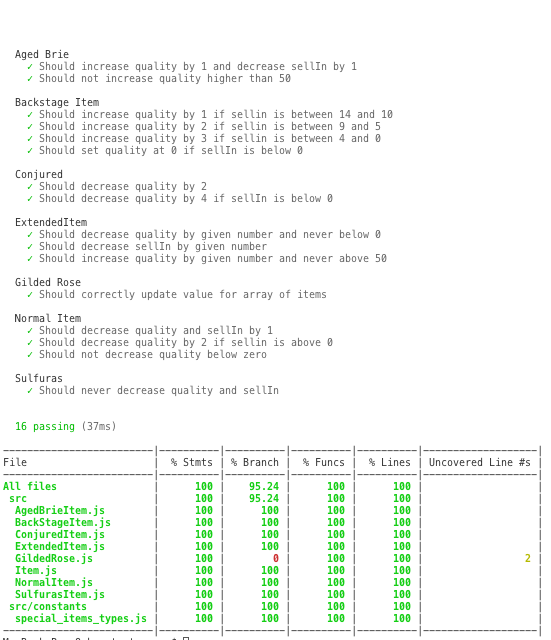 Aged Brie
✓ Should increase quality by 1 and decrease sellIn by 1
✓ Should not increase quality higher than 50
Backstage Item
✓ Should increase quality by 1 if sellin is between 14 and 10
✓ Should increase quality by 2 if sellin is between 9 and 5
✓ Should increase quality by 3 if sellin is between 4 and 0
✓ Should set quality at 0 if sellIn is below 0
Conjured
✓ Should decrease quality by 2
✓ Should decrease quality by 4 if sellIn is below 0
ExtendedItem
✓ Should decrease quality by given number and never below 0
✓ Should decrease sellIn by given number
✓ Should increase quality by given number and never above 50
Gilded Rose
✓ Should correctly update value for array of items
Normal Item
✓ Should decrease quality and sellIn by 1
✓ Should decrease quality by 2 if sellin is above 0
✓ Should not decrease quality below zero
Sulfuras
✓ Should never decrease quality and sellIn
16 passing (37ms)
File | % Stmts | % Branch | % Funcs | % Lines | Uncovered Line #s |
All files | 100 | 95.24 | 100 | 100 | |
src | 100 | 95.24 | 100 | 100 | |
AgedBrieItem.js | 100 | 100 | 100 | 100 | |
BackStageItem.js | 100 | 100 | 100 | 100 | |
ConjuredItem.js | 100 | 100 | 100 | 100 | |
ExtendedItem.js | 100 | 100 | 100 | 100 | |
GildedRose.js | 100 | 0 | 100 | 100 | 2 |
Item.js | 100 | 100 | 100 | 100 | |
NormalItem.js | 100 | 100 | 100 | 100 | |
SulfurasItem.js | 100 | 100 | 100 | 100 | |
src/constants | 100 | 100 | 100 | 100 | |
special_items_types.js | 100 | 100 | 100 | 100 | |